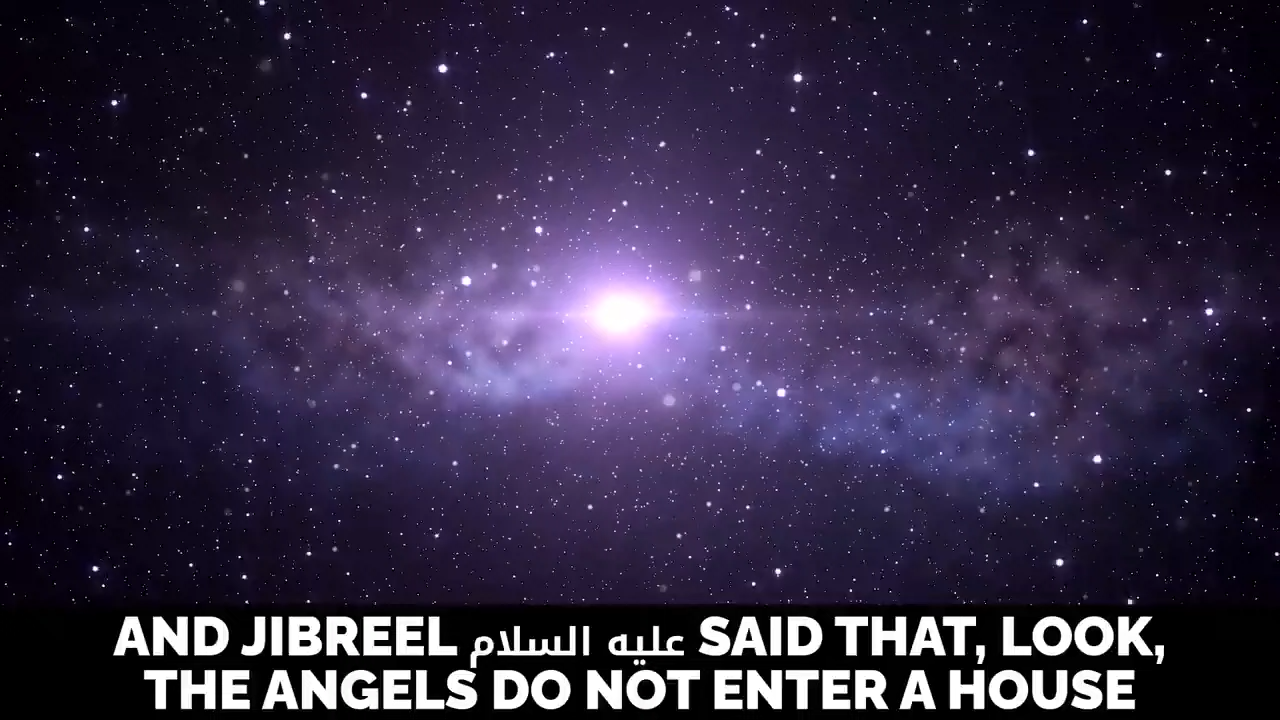 AND JIBREEL عليه السلام SAID THAT, LOOK,
THE ANGELS DO NOT ENTER A HOUSE